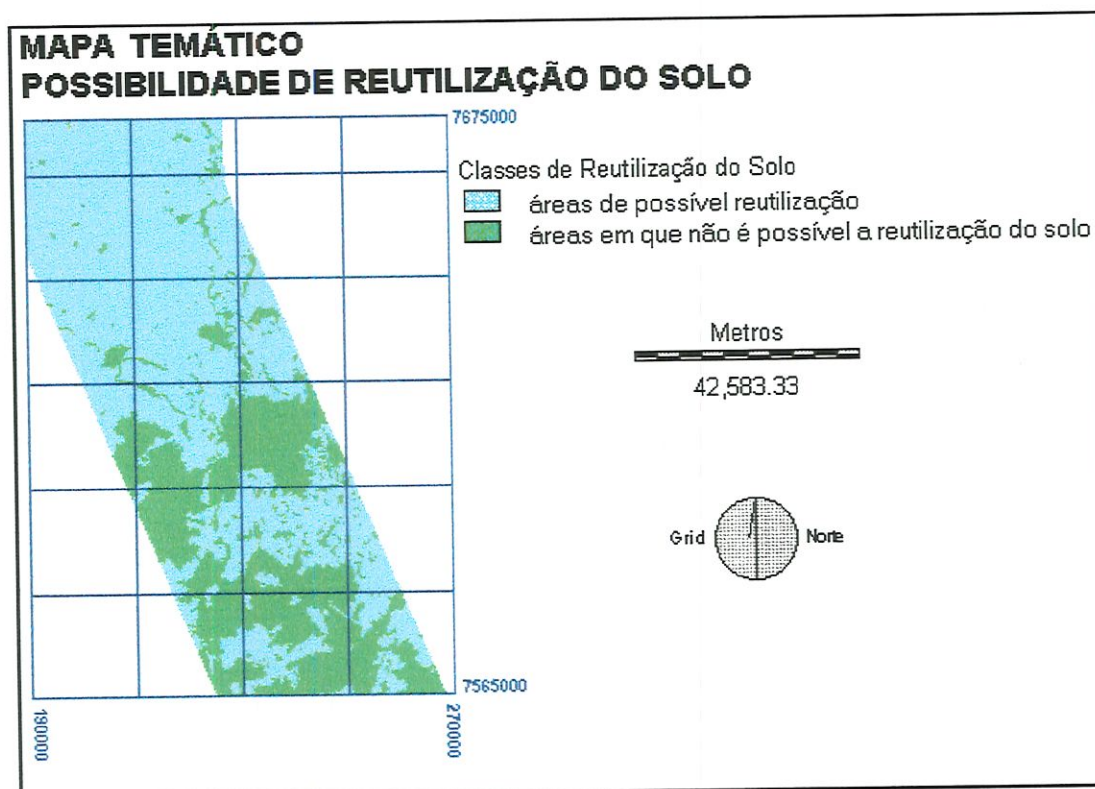 MAPA TEMÁTICO
POSSIBILIDADE DE REUTILIZAÇÃO DO SOLO
7675000
Classes de Reutilização do Solo
áreas de possível reutilização
áreas em que não é possível a reutilização do solo
Metros
42,583.33
Grid
Norte
7565000
190000
270000